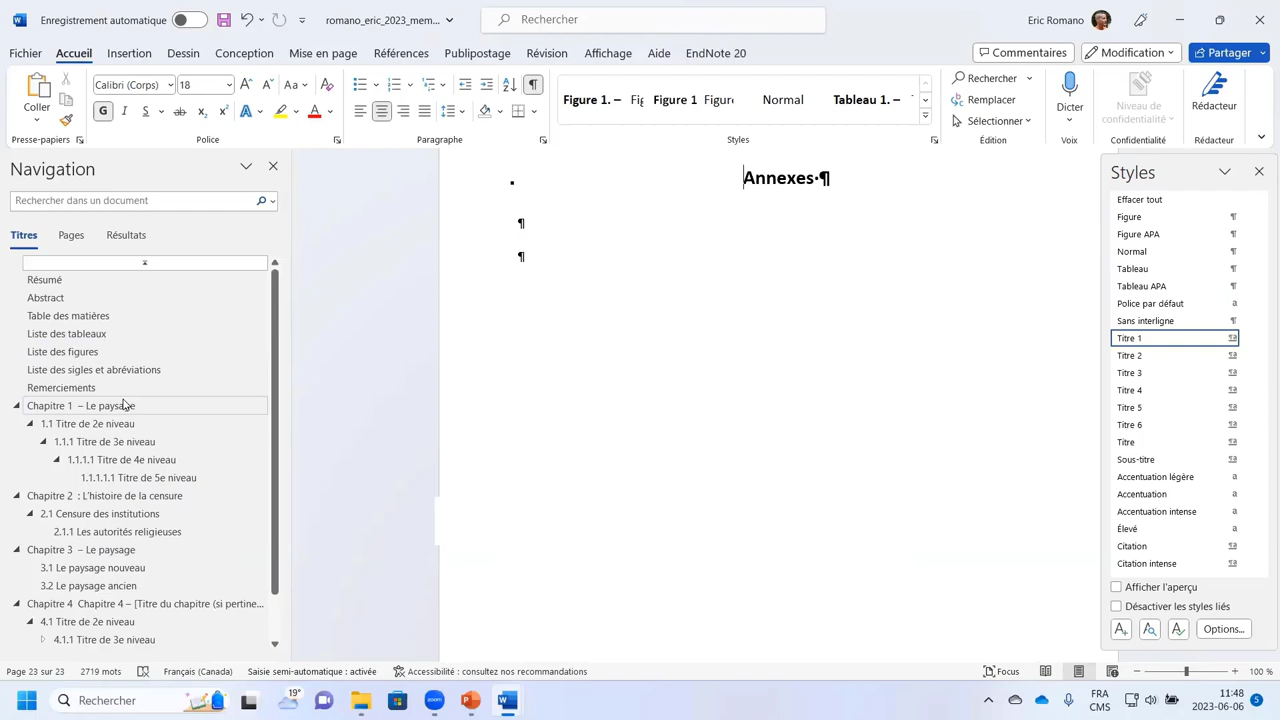 Enregistrement automatique
romano_eric_2023_mem...
Rechercher
Eric Romano
Fichier
Accueil
Insertion
Dessin
Conception
Mise en page
Références
Publipostage
Révision
Affichage
Aide
EndNote 20
Commentaires
Modification
Partager
Coller
Calibri (Corps)
18
Aa
G
I
S
ab
x₂
x²
A
A
Figure 1. –
Fig
Figure 1
Figure
Normal
Tableau 1. –
Rechercher
Remplacer
Sélectionner
Dicter
Niveau de
confidentialité
Rédacteur
Presse-papiers
Police
Paragraphe
Styles
Édition
Voix
Confidentialité
Rédacteur
Navigation
Rechercher dans un document
Titres
Pages
Résultats
Résumé
Abstract
Table des matières
Liste des tableaux
Liste des figures
Liste des sigles et abréviations
Remerciements
Chapitre 1 – Le paysage
1.1 Titre de 2e niveau
1.1.1 Titre de 3e niveau
1.1.1.1 Titre de 4e niveau
1.1.1.1.1 Titre de 5e niveau
Chapitre 2 : L'histoire de la censure
2.1 Censure des institutions
2.1.1 Les autorités religieuses
Chapitre 3 – Le paysage
3.1 Le paysage nouveau
3.2 Le paysage ancien
Chapitre 4 Chapitre 4 – [Titre du chapitre (si pertine...
4.1 Titre de 2e niveau
4.1.1 Titre de 3e niveau
Annexes·¶
¶
¶
Styles
Effacer tout
Figure ¶
Figure APA ¶
Normal ¶
Tableau ¶
Tableau APA ¶
Police par défaut a
Sans interligne ¶
Titre 1 ¶a
Titre 2 ¶a
Titre 3 ¶a
Titre 4 ¶a
Titre 5 ¶a
Titre 6 ¶a
Titre ¶a
Sous-titre ¶a
Accentuation légère a
Accentuation a
Accentuation intense a
Élevé a
Citation ¶a
Citation intense ¶a
Afficher l'aperçu
Désactiver les styles liés
Options...
Page 23 sur 23
2719 mots
Français (Canada)
Saisie semi-automatique : activée
Accessibilité : consultez nos recommandations
Focus
100 %
Rechercher
19°
zoom
FRA
CMS
11:48
2023-06-06
5